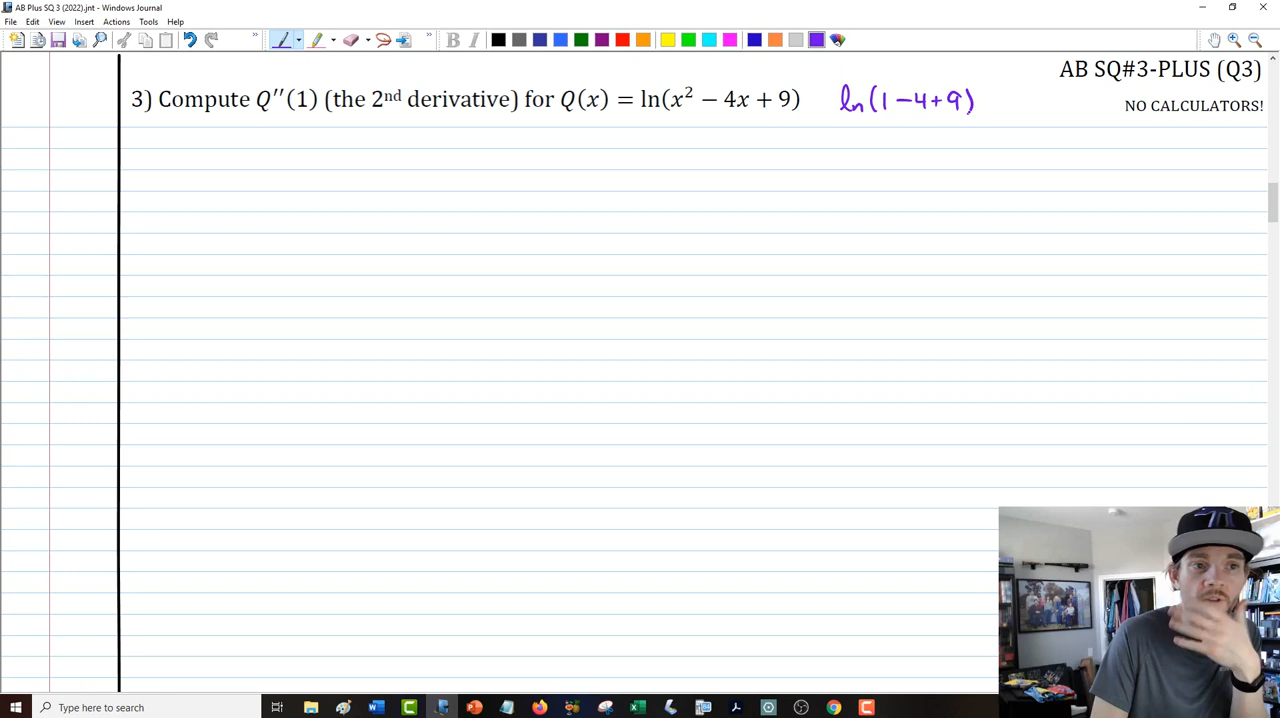 AB Plus SQ 3 (2022).jnt - Windows Journal
File Edit View Insert Actions Tools Help
AB SQ#3-PLUS (Q3)
3) Compute Q′′(1) (the 2nd derivative) for Q(x) = ln(x² − 4x + 9) ln(1-4+9)
NO CALCULATORS!
Type here to search